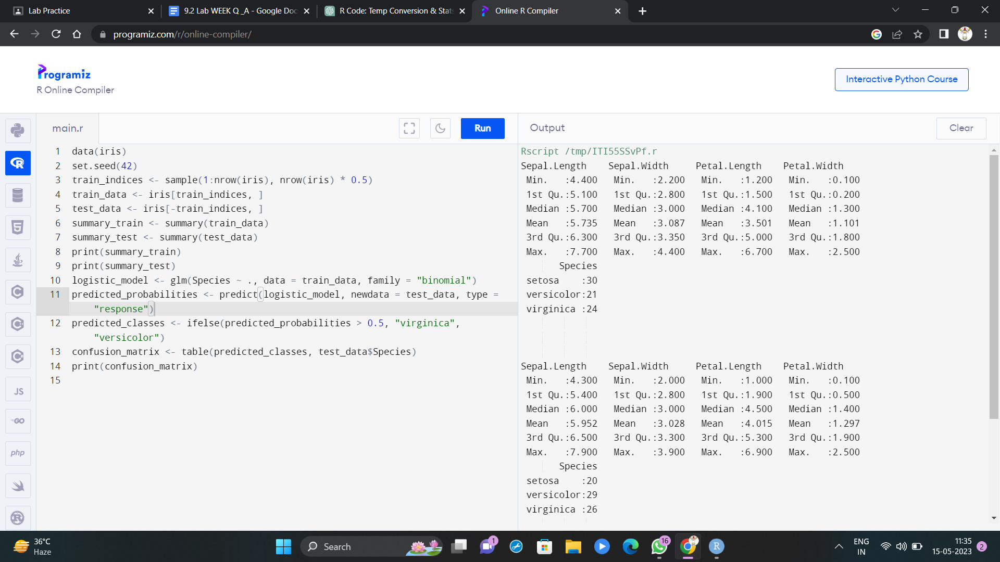 Lab Practice
9.2 Lab WEEK Q _A - Google Doc
R Code: Temp Conversion & Stats
Online R Compiler
programiz.com/r/online-compiler/
Programiz
R Online Compiler
Interactive Python Course
main.r
Run
Output
Clear
1 data(iris)
2 set.seed(42)
3 train_indices <- sample(1:nrow(iris), nrow(iris) * 0.5)
4 train_data <- iris[train_indices, ]
5 test_data <- iris[-train_indices, ]
6 summary_train <- summary(train_data)
7 summary_test <- summary(test_data)
8 print(summary_train)
9 print(summary_test)
10 logistic_model <- glm(Species ~ ., data = train_data, family = "binomial")
11 predicted_probabilities <- predict(logistic_model, newdata = test_data, type =
"response")
12 predicted_classes <- ifelse(predicted_probabilities > 0.5, "virginica",
"versicolor")
13 confusion_matrix <- table(predicted_classes, test_data$Species)
14 print(confusion_matrix)
15
Rscript /tmp/ITI55SSvPf.r
Sepal.Length    Sepal.Width     Petal.Length    Petal.Width
Min.   :4.400   Min.   :2.200   Min.   :1.200   Min.   :0.100
1st Qu.:5.100   1st Qu.:2.800   1st Qu.:1.500   1st Qu.:0.200
Median :5.700   Median :3.000   Median :4.100   Median :1.300
Mean   :5.735   Mean   :3.087   Mean   :3.501   Mean   :1.101
3rd Qu.:6.300   3rd Qu.:3.350   3rd Qu.:5.000   3rd Qu.:1.800
Max.   :7.700   Max.   :4.400   Max.   :6.700   Max.   :2.500
Species
setosa    :30
versicolor:21
virginica :24
Sepal.Length    Sepal.Width     Petal.Length    Petal.Width
Min.   :4.300   Min.   :2.000   Min.   :1.000   Min.   :0.100
1st Qu.:5.400   1st Qu.:2.800   1st Qu.:1.900   1st Qu.:0.500
Median :6.000   Median :3.000   Median :4.500   Median :1.400
Mean   :5.952   Mean   :3.028   Mean   :4.015   Mean   :1.297
3rd Qu.:6.500   3rd Qu.:3.300   3rd Qu.:5.300   3rd Qu.:1.900
Max.   :7.900   Max.   :3.900   Max.   :6.900   Max.   :2.500
Species
setosa    :20
versicolor:29
virginica :26
R
5
C
C
C
JS
GO
php
R
36°C
Haze
Search
1
16
R
ENG
IN
11:35
15-05-2023
2